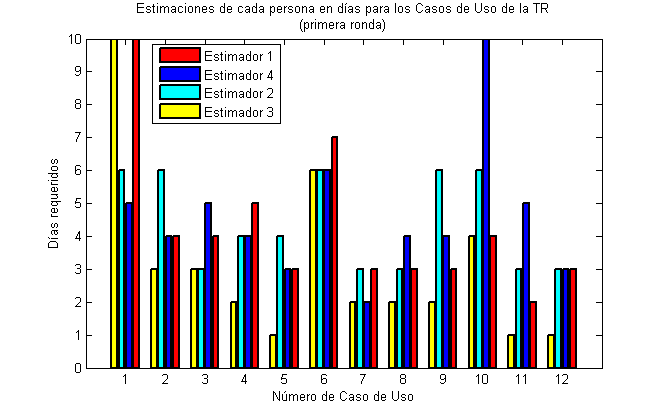 Estimaciones de cada persona en días para los Casos de Uso de la TR
(primera ronda)
Estimador 1
Estimador 4
Estimador 2
Estimador 3
Días requeridos
10
9
8
7
6
5
4
3
2
1
0
1 2 3 4 5 6 7 8 9 10 11 12
Número de Caso de Uso